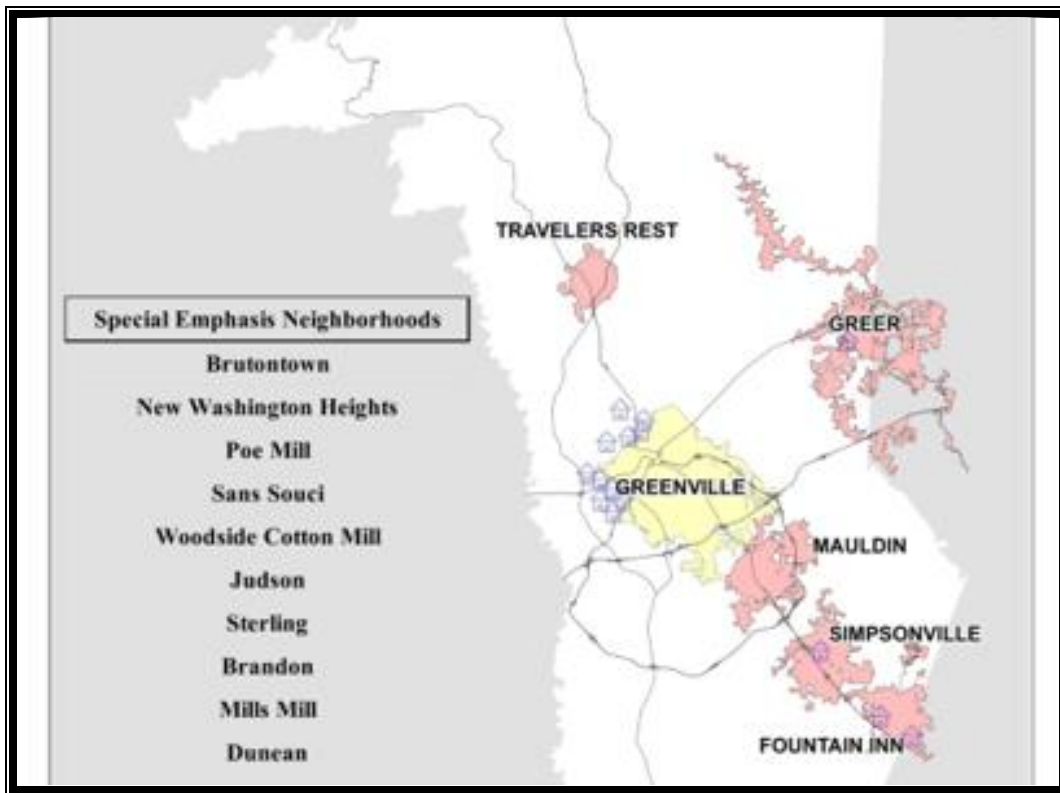 TRAVELERS REST
GREER
Special Emphasis Neighborhoods
Brutontown
New Washington Heights
Poe Mill
Sans Souci
Woodside Cotton Mill
Judson
Sterling
Brandon
Mills Mill
Dunean
GREENVILLE
MAULDIN
SIMPSONVILLE
FOUNTAIN INN